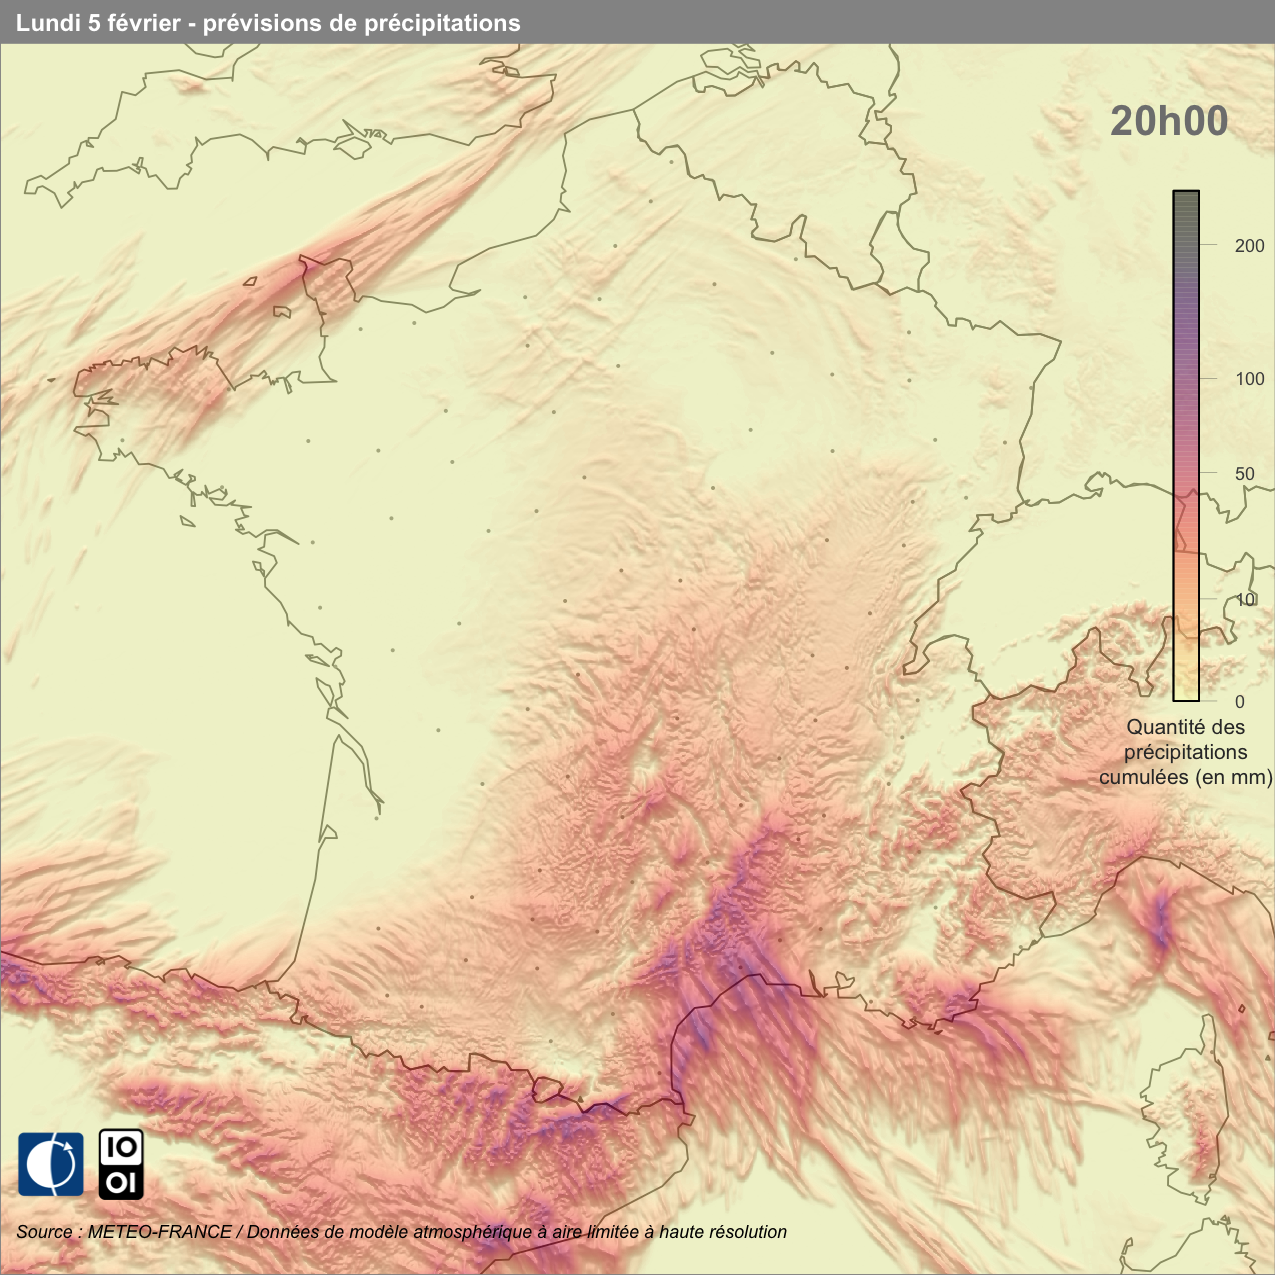 Lundi 5 février - prévisions de précipitations
20h00
200
100
50
10
0
Quantité des
précipitations
cumulées (en mm)
IO
OI
Source : METEO-FRANCE / Données de modèle atmosphérique à aire limitée à haute résolution